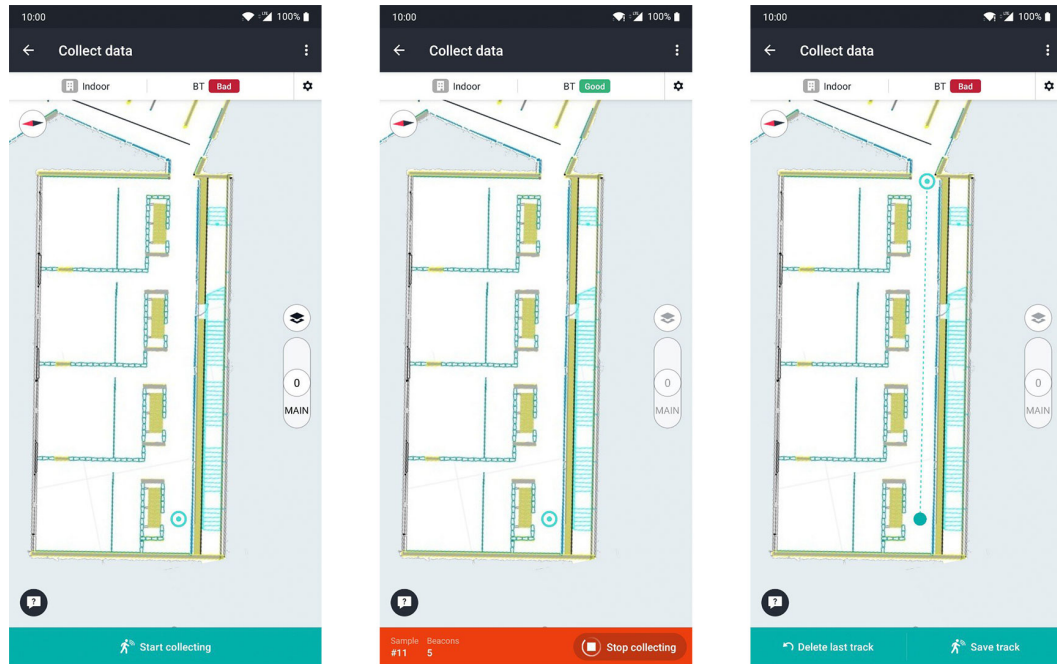 10:00
100%
Collect data
Indoor
BT Bad
0
MAIN
?
Start collecting
10:00
100%
Collect data
Indoor
BT Good
0
MAIN
?
Sample Beacons
#11 5
Stop collecting
10:00
100%
Collect data
Indoor
BT Bad
0
MAIN
?
Delete last track
Save track